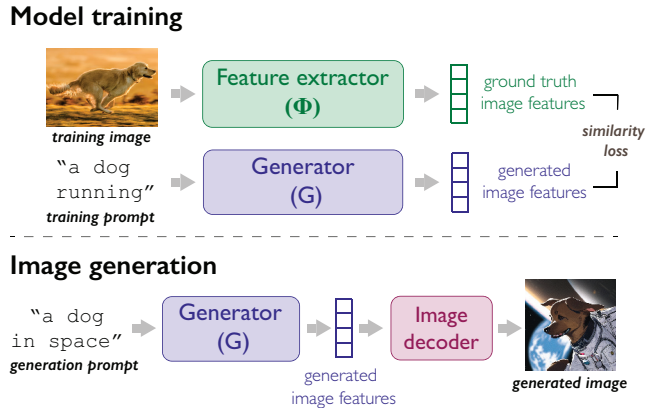 Model training
Feature extractor
(Φ)
ground truth
image features
training image
similarity
loss
"a dog
running"
Generator
(G)
generated
image features
training prompt
Image generation
"a dog
in space"
Generator
(G)
Image
decoder
generation prompt
generated
image features
generated image